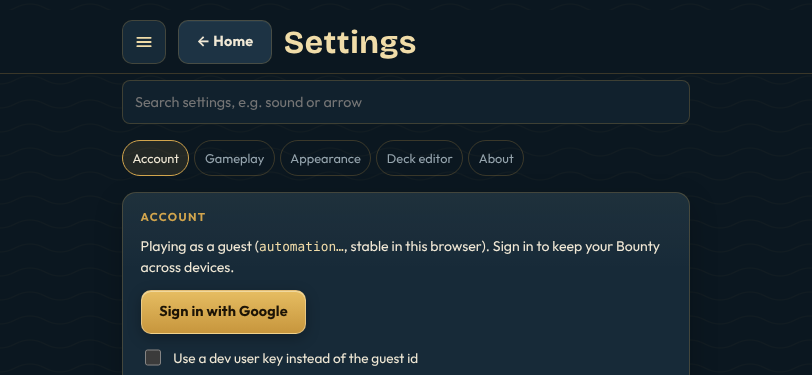 ← Home
Settings
Search settings, e.g. sound or arrow
Account
Gameplay
Appearance
Deck editor
About
ACCOUNT
Playing as a guest (automation…, stable in this browser). Sign in to keep your Bounty
across devices.
Sign in with Google
Use a dev user key instead of the guest id